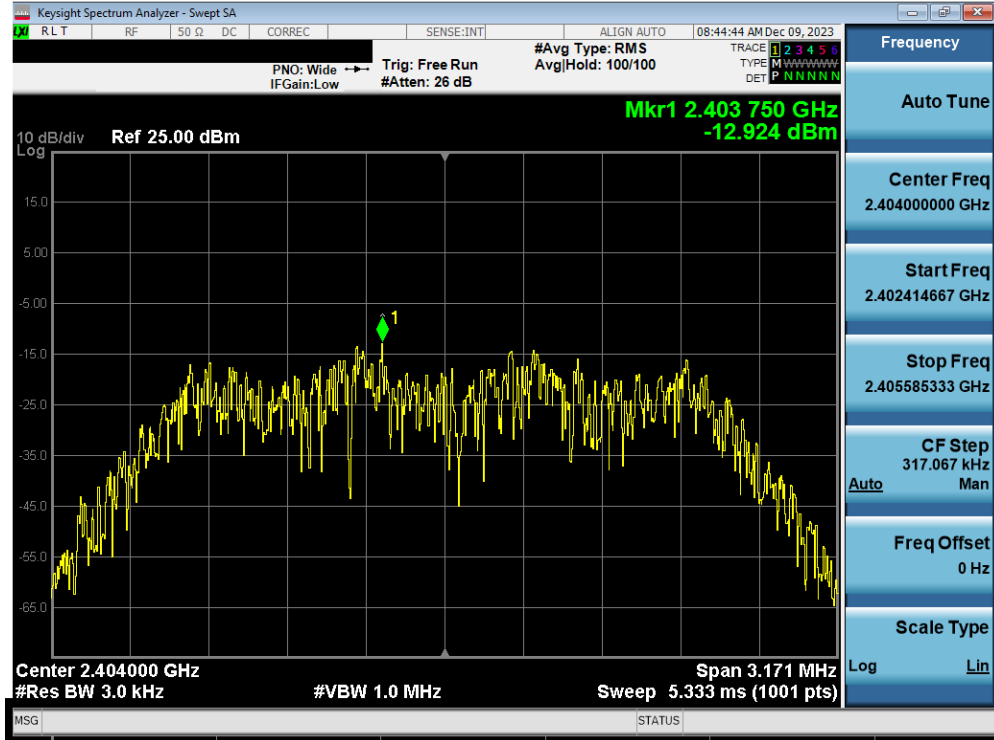 Keysight Spectrum Analyzer - Swept SA
LXI RLT RF 50 Ω DC CORREC SENSE:INT ALIGN AUTO 08:44:44 AM Dec 09, 2023
PNO: Wide
IFGain:Low
Trig: Free Run
#Atten: 26 dB
#Avg Type: RMS
Avg|Hold: 100/100
TRACE 1 2 3 4 5 6
TYPE M WWWWW
DET P N N N N N
Mkr1 2.403 750 GHz
-12.924 dBm
10 dB/div Ref 25.00 dBm
Log
15.0
5.00
-5.00
-15.0
-25.0
-35.0
-45.0
-55.0
-65.0
1
Center 2.404000 GHz Span 3.171 MHz
#Res BW 3.0 kHz #VBW 1.0 MHz Sweep 5.333 ms (1001 pts)
MSG STATUS
Frequency
Auto Tune
Center Freq
2.404000000 GHz
Start Freq
2.402414667 GHz
Stop Freq
2.405585333 GHz
CF Step
317.067 kHz
Auto Man
Freq Offset
0 Hz
Scale Type
Log Lin